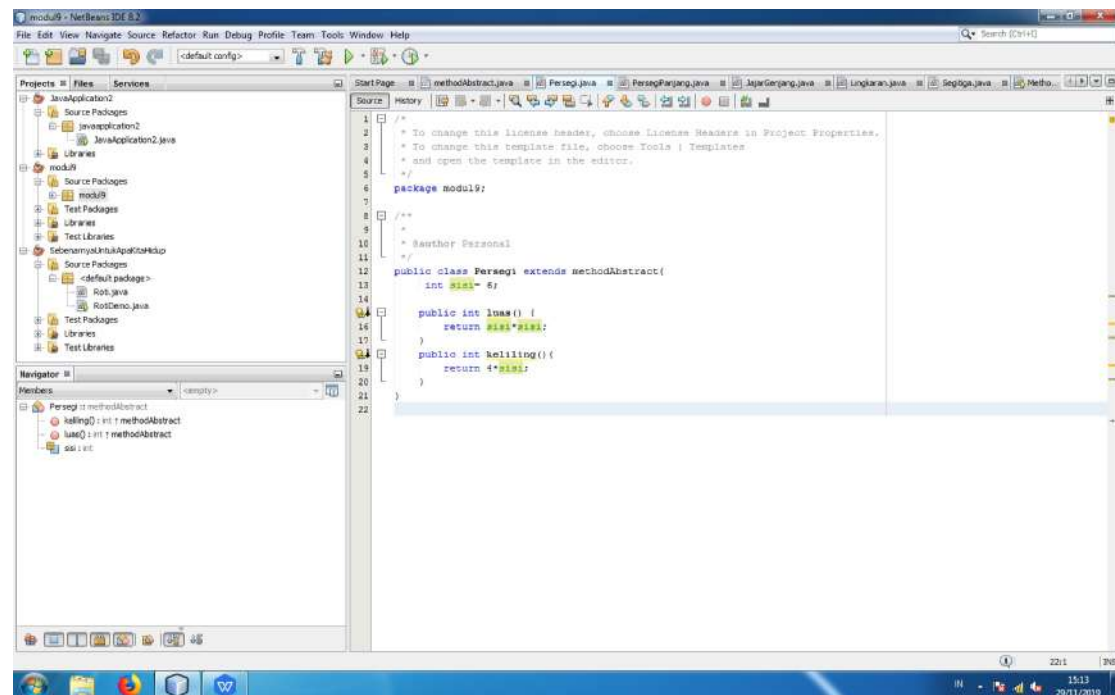 modul9 - NetBeans IDE 8.2
File Edit View Navigate Source Refactor Run Debug Profile Team Tools Window Help
Search (Ctrl+I)
<default config>
Projects Files Services
JavaApplication2
Source Packages
javaapplication2
JavaApplication2.java
Libraries
modul9
Source Packages
modul9
Test Packages
Libraries
Test Libraries
SebenarnyaUntukApaKitaHidup
Source Packages
<default package>
Rot.java
RotDemo.java
Test Packages
Libraries
Test Libraries
Navigator
Members <empty>
Persegi :: methodAbstract
keliling() : int ↑ methodAbstract
luas() : int ↑ methodAbstract
sisi : int
Start Page methodAbstract.java Persegi.java PersegiPanjang.java JajarGenjang.java Lingkaran.java Segitiga.java Metho...
Source History
1 /*
2 * To change this license header, choose License Headers in Project Properties.
3 * To change this template file, choose Tools | Templates
4 * and open the template in the editor.
5 */
6 package modul9;
7
8 /**
9 *
10 * @author Personal
11 */
12 public class Persegi extends methodAbstract{
13 int sisi= 6;
14
public int luas() {
16 return sisi*sisi;
17 }
public int keliling(){
19 return 4*sisi;
20 }
21 }
22
22:1 INS
IN 15:13
29/11/2019